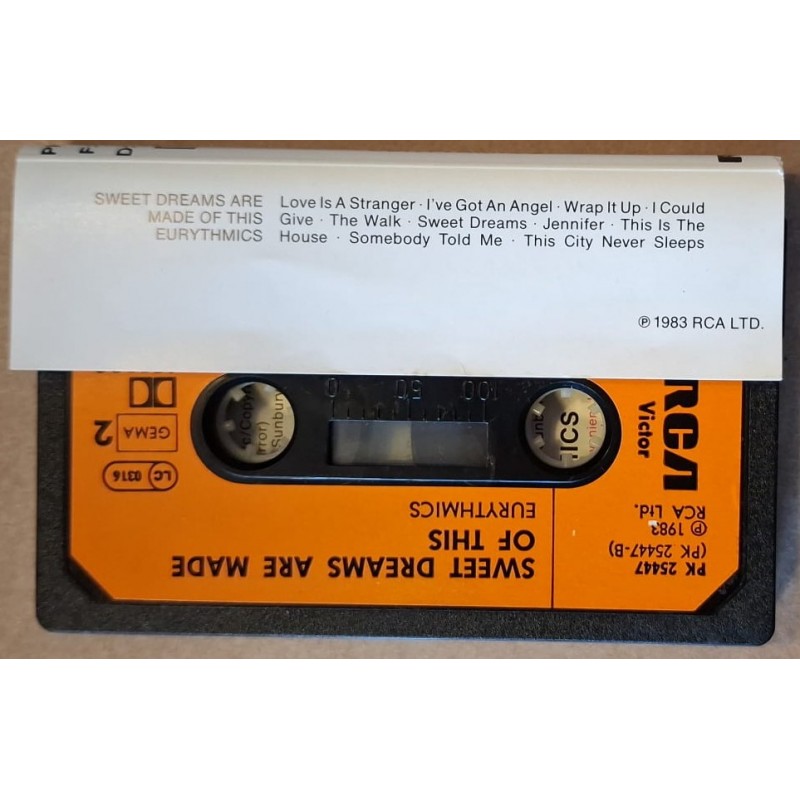 SWEET DREAMS ARE
MADE OF THIS
EURYTHMICS
Love Is A Stranger · I've Got An Angel · Wrap It Up · I Could
Give · The Walk · Sweet Dreams · Jennifer · This Is The
House · Somebody Told Me · This City Never Sleeps
℗ 1983 RCA LTD.
SWEET DREAMS ARE MADE
OF THIS
EURYTHMICS
PK 25447
(PK 25447-B)
℗ 1983
RCA Ltd.
RCA
Victor
LC 0316
GEMA
2
0 50 100
ICS